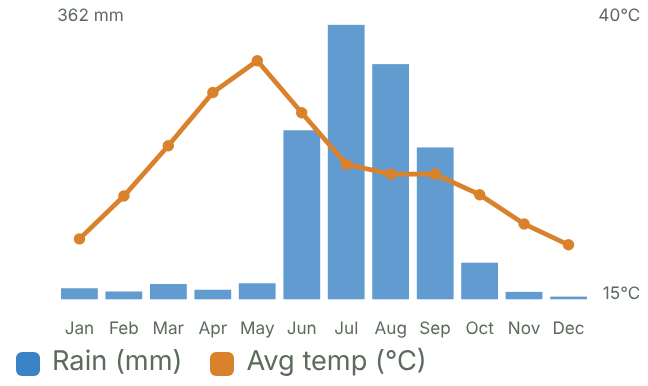 362 mm 40°C
15°C
Jan Feb Mar Apr May Jun Jul Aug Sep Oct Nov Dec
Rain (mm) Avg temp (°C)